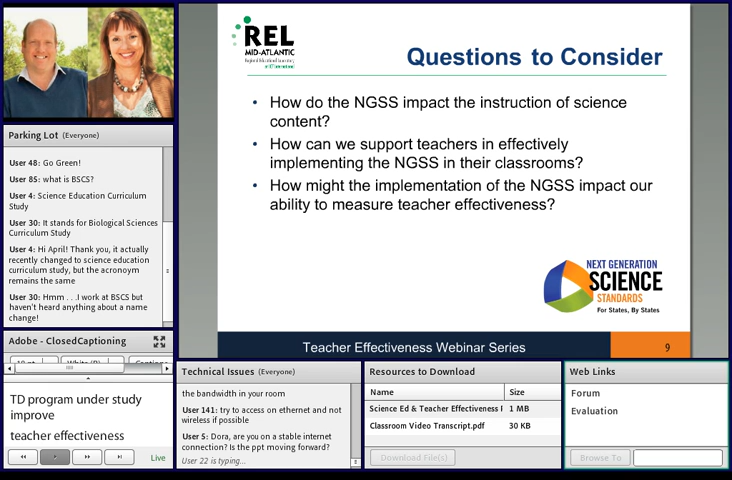 REL
MID-ATLANTIC
Questions to Consider
• How do the NGSS impact the instruction of science
content?
• How can we support teachers in effectively
implementing the NGSS in their classrooms?
• How might the implementation of the NGSS impact our
ability to measure teacher effectiveness?
NEXT GENERATION
SCIENCE
STANDARDS
For States, By States
Teacher Effectiveness Webinar Series
9
Parking Lot (Everyone)
User 48: Go Green!
User 85: what is BSCS?
User 4: Science Education Curriculum
Study
User 30: It stands for Biological Sciences
Curriculum Study
User 4: Hi April! Thank you, it actually
recently changed to science education
curriculum study, but the acronoym
remains the same
User 30: Hmm . . .I work at BSCS but
haven't heard anything about a name
change!
Adobe - ClosedCaptioning
TD program under study
improve
teacher effectiveness
Live
Technical Issues (Everyone)
the bandwidth in your room
User 141: try to access on ethernet and not
wireless if possible
User 5: Dora, are you on a stable internet
connection? Is the ppt moving forward?
User 22 is typing...
Resources to Download
Name Size
Science Ed & Teacher Effectiveness 1 MB
Classroom Video Transcript.pdf 30 KB
Download File(s)
Web Links
Forum
Evaluation
Browse To